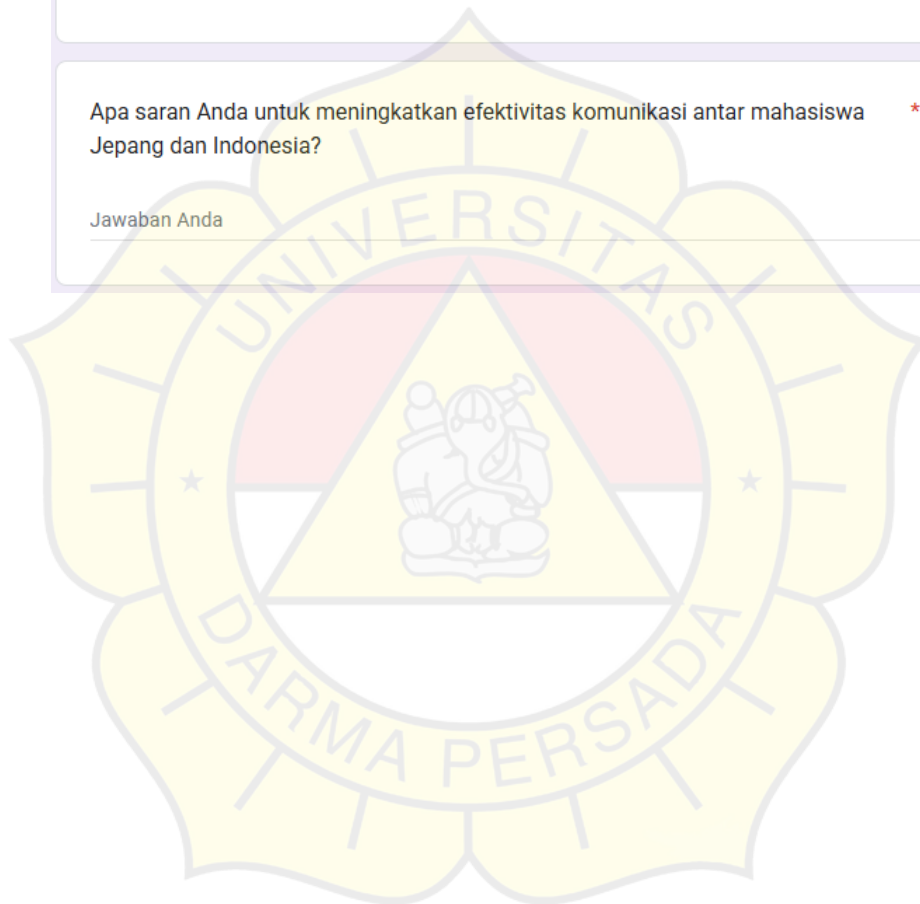 Apa saran Anda untuk meningkatkan efektivitas komunikasi antar mahasiswa *
Jepang dan Indonesia?
Jawaban Anda
UNIVERSITAS
DARMA PERSADA